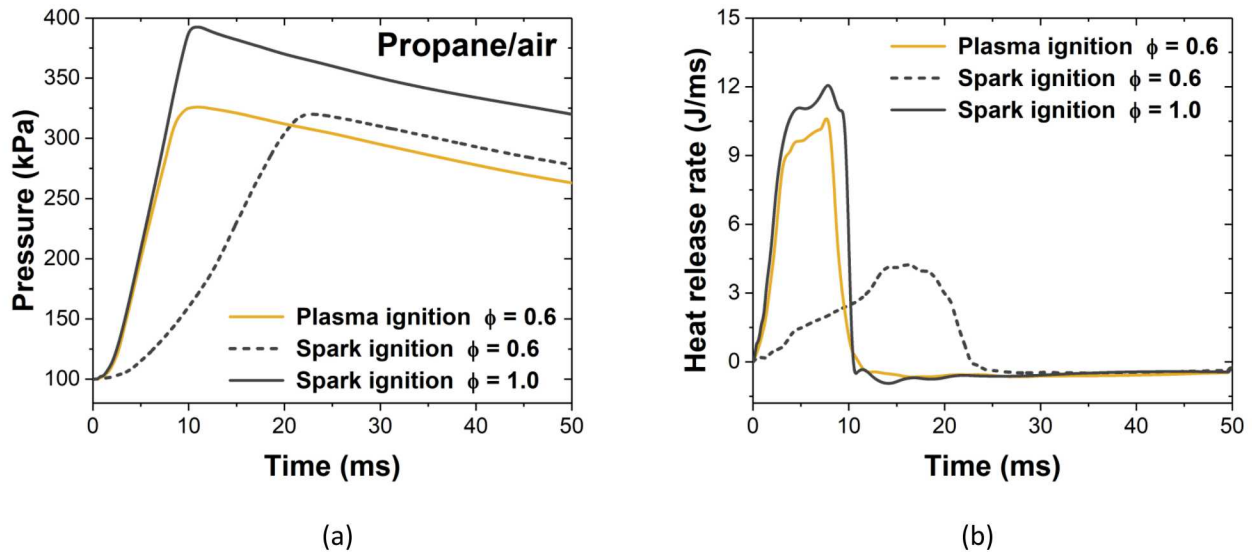 Propane/air
400
350
300
250
200
150
100
Pressure (kPa)
Plasma ignition ϕ = 0.6
Spark ignition ϕ = 0.6
Spark ignition ϕ = 1.0
0 10 20 30 40 50
Time (ms)
(a)
15
12
9
6
3
0
Heat release rate (J/ms)
Plasma ignition ϕ = 0.6
Spark ignition ϕ = 0.6
Spark ignition ϕ = 1.0
0 10 20 30 40 50
Time (ms)
(b)